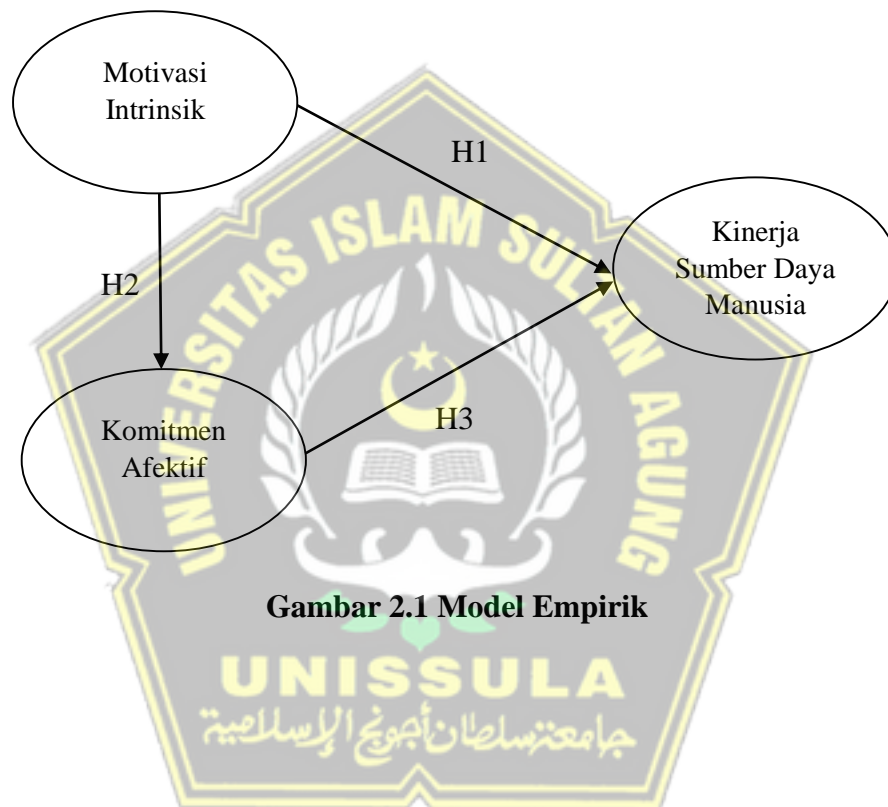 Motivasi
Intrinsik
H1
Kinerja
Sumber Daya
Manusia
H2
Komitmen
Afektif
H3
Gambar 2.1 Model Empirik
UNIVERSITAS ISLAM SULTAN AGUNG
UNISSULA
جامعة سلطان أجونج الإسلامية